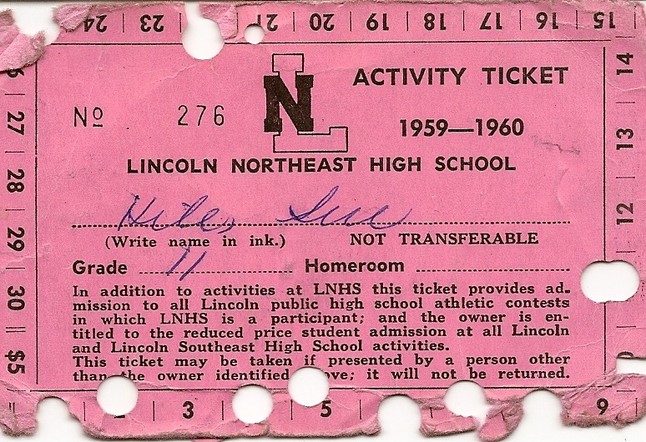 24 23 21 20 19 18 17 16 15
ACTIVITY TICKET
Nº 276
N L
1959—1960
LINCOLN NORTHEAST HIGH SCHOOL
Hile, Sue
(Write name in ink.) NOT TRANSFERABLE
Grade 11 Homeroom
In addition to activities at LNHS this ticket provides ad-
mission to all Lincoln public high school athletic contests
in which LNHS is a participant; and the owner is en-
titled to the reduced price student admission at all Lincoln
and Lincoln Southeast High School activities.
This ticket may be taken if presented by a person other
than the owner identified ove; it will not be returned.
27 28 29 30 $5
14 13 12
3 5 9